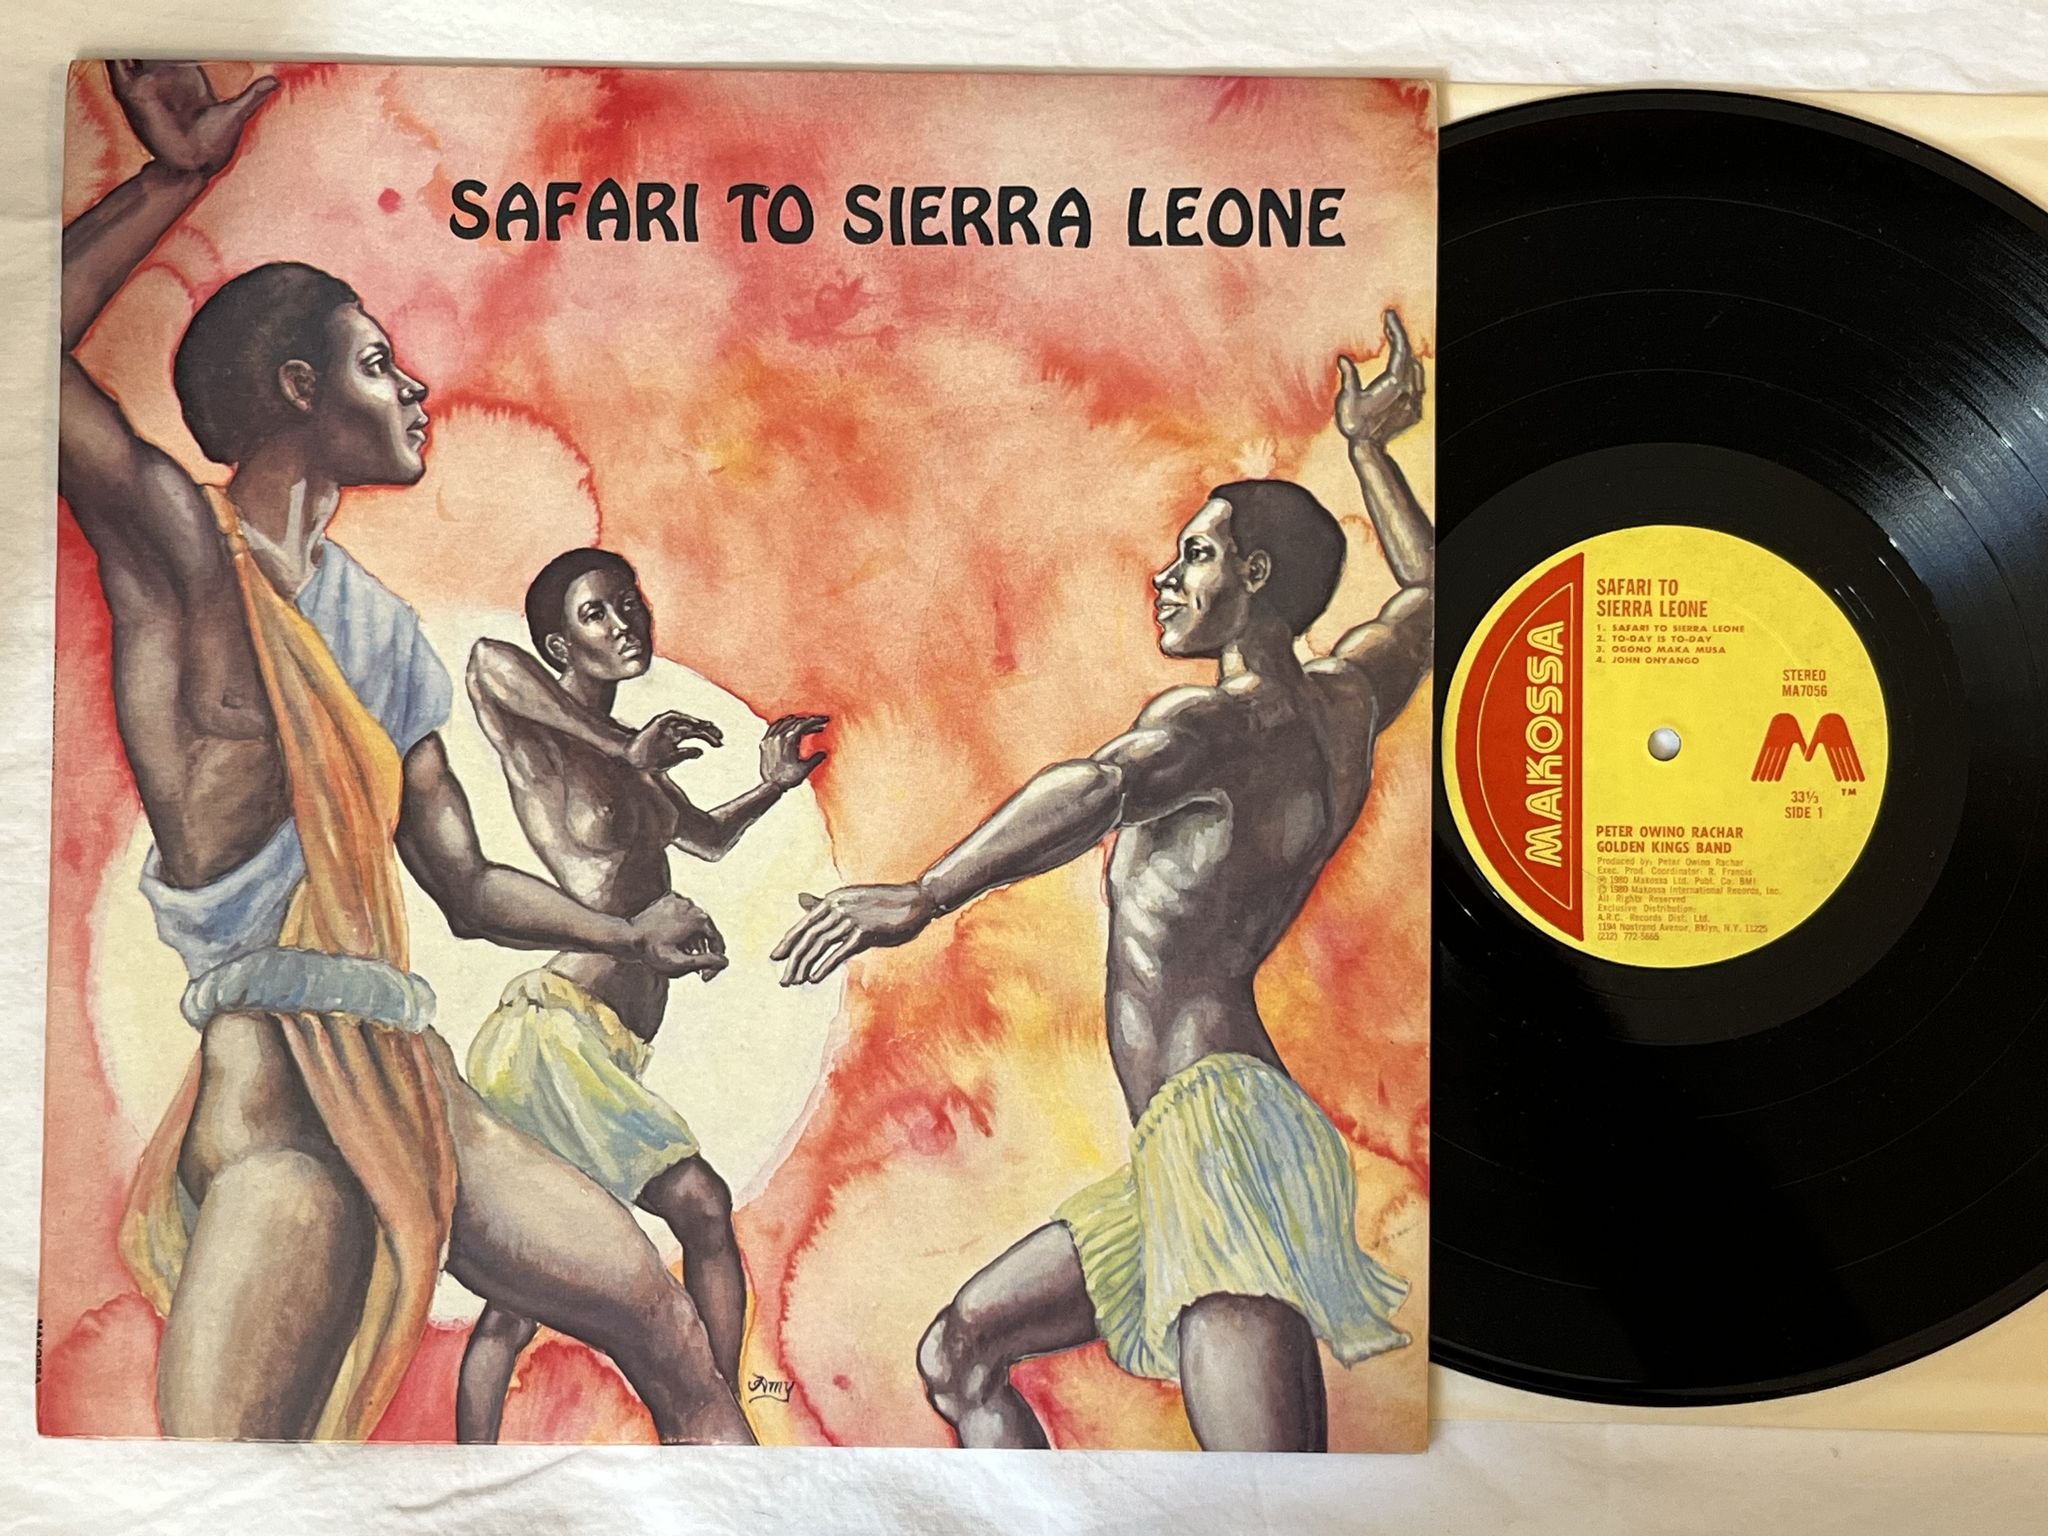 SAFARI TO SIERRA LEONE
Amy
MAKOSSA
MAKOSSA
SAFARI TO
SIERRA LEONE
1. SAFARI TO SIERRA LEONE
2. TO-DAY IS TO-DAY
3. OGONO MAKA MUSA
4. JOHN ONYANGO
STEREO
MA7056
M
TM
33⅓
SIDE 1
PETER OWINO RACHAR
GOLDEN KINGS BAND
Produced by: Peter Owino Rachar
Exec. Prod. Coordinator: R. Francis
℗ 1980 Makossa Ltd. Publ. Co. BMI
© 1980 Makossa International Records, Inc.
All Rights Reserved
Exclusive Distribution:
A.R.C. Records Dist. Ltd.
1194 Nostrand Avenue, Bklyn, N.Y. 11225
(212) 772-5665